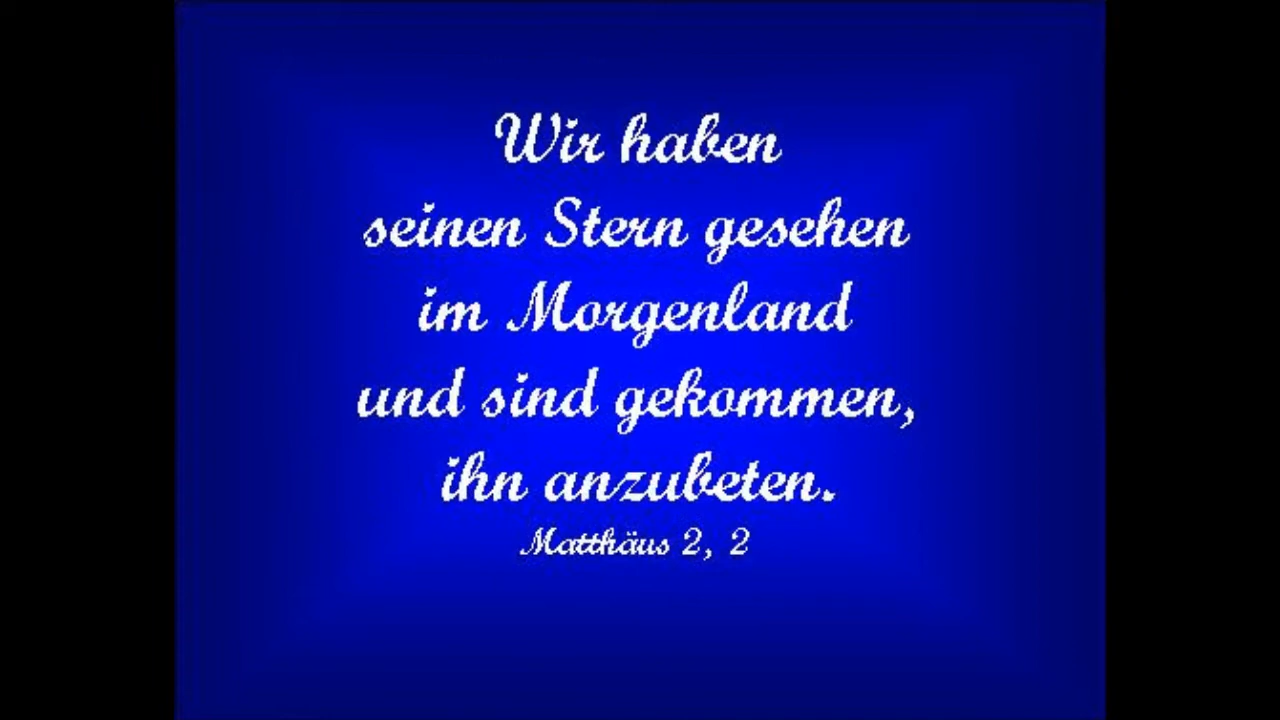 Wir haben
seinen Stern gesehen
im Morgenland
und sind gekommen,
ihn anzubeten.
Matthäus 2, 2